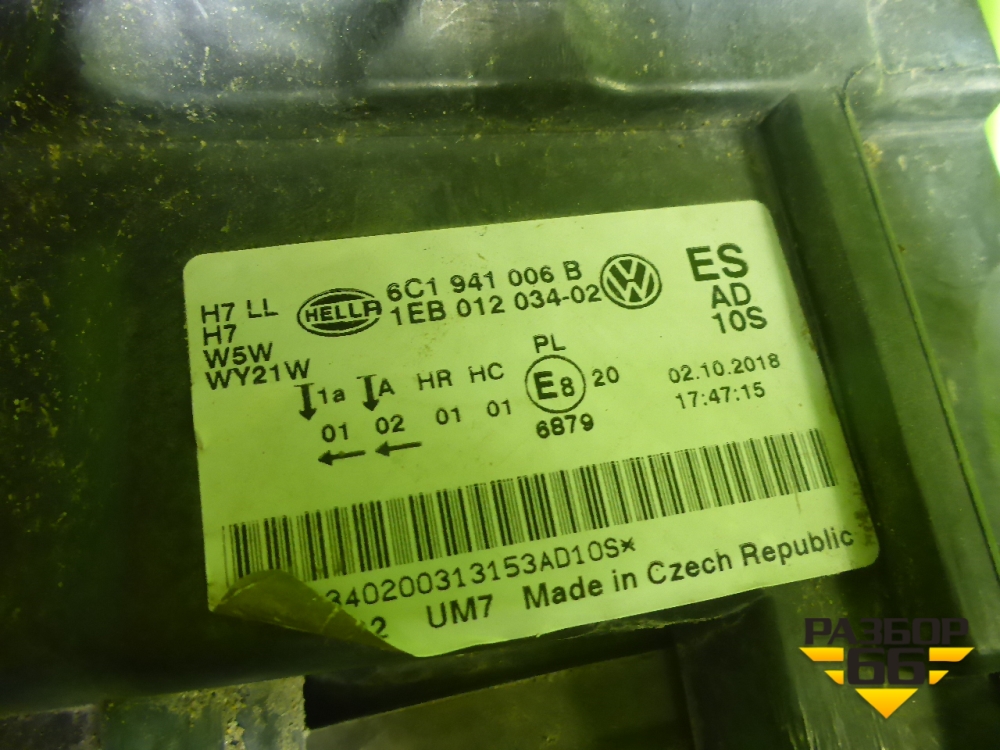 H7 LL
H7
W5W
WY21W
HELLA
6C1 941 006 B
1EB 012 034-02
VW
ES
AD
10S
1a A HR HC
01 02 01 01
PL
E8 20
6879
02.10.2018
17:47:15
340200313153AD10S*
2 UM7 Made in Czech Republic
РАЗБОР
66